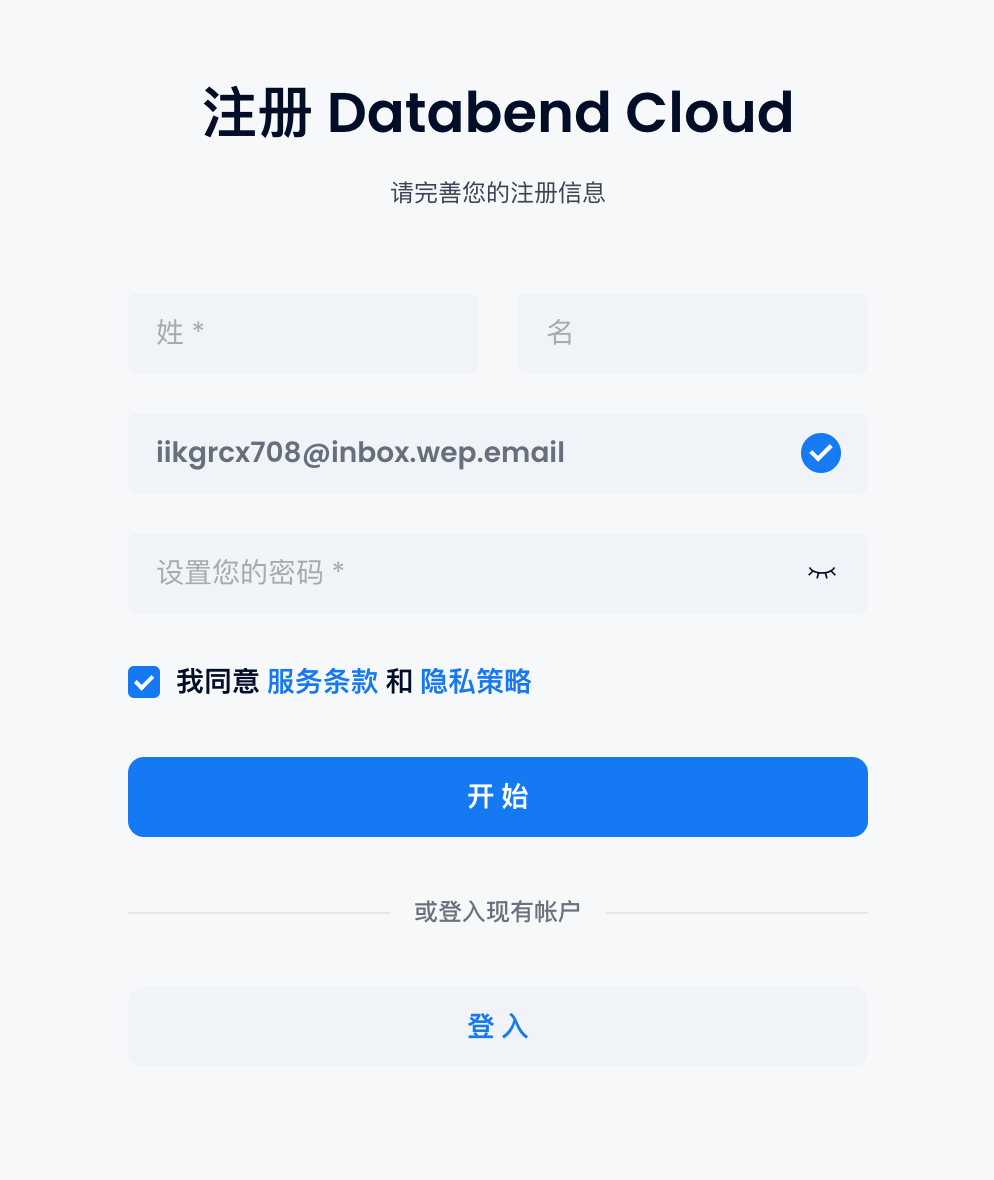 注册 Databend Cloud
请完善您的注册信息
姓 *
名
iikgrcx708@inbox.wep.email
设置您的密码 *
我同意 服务条款 和 隐私策略
开 始
或登入现有帐户
登 入